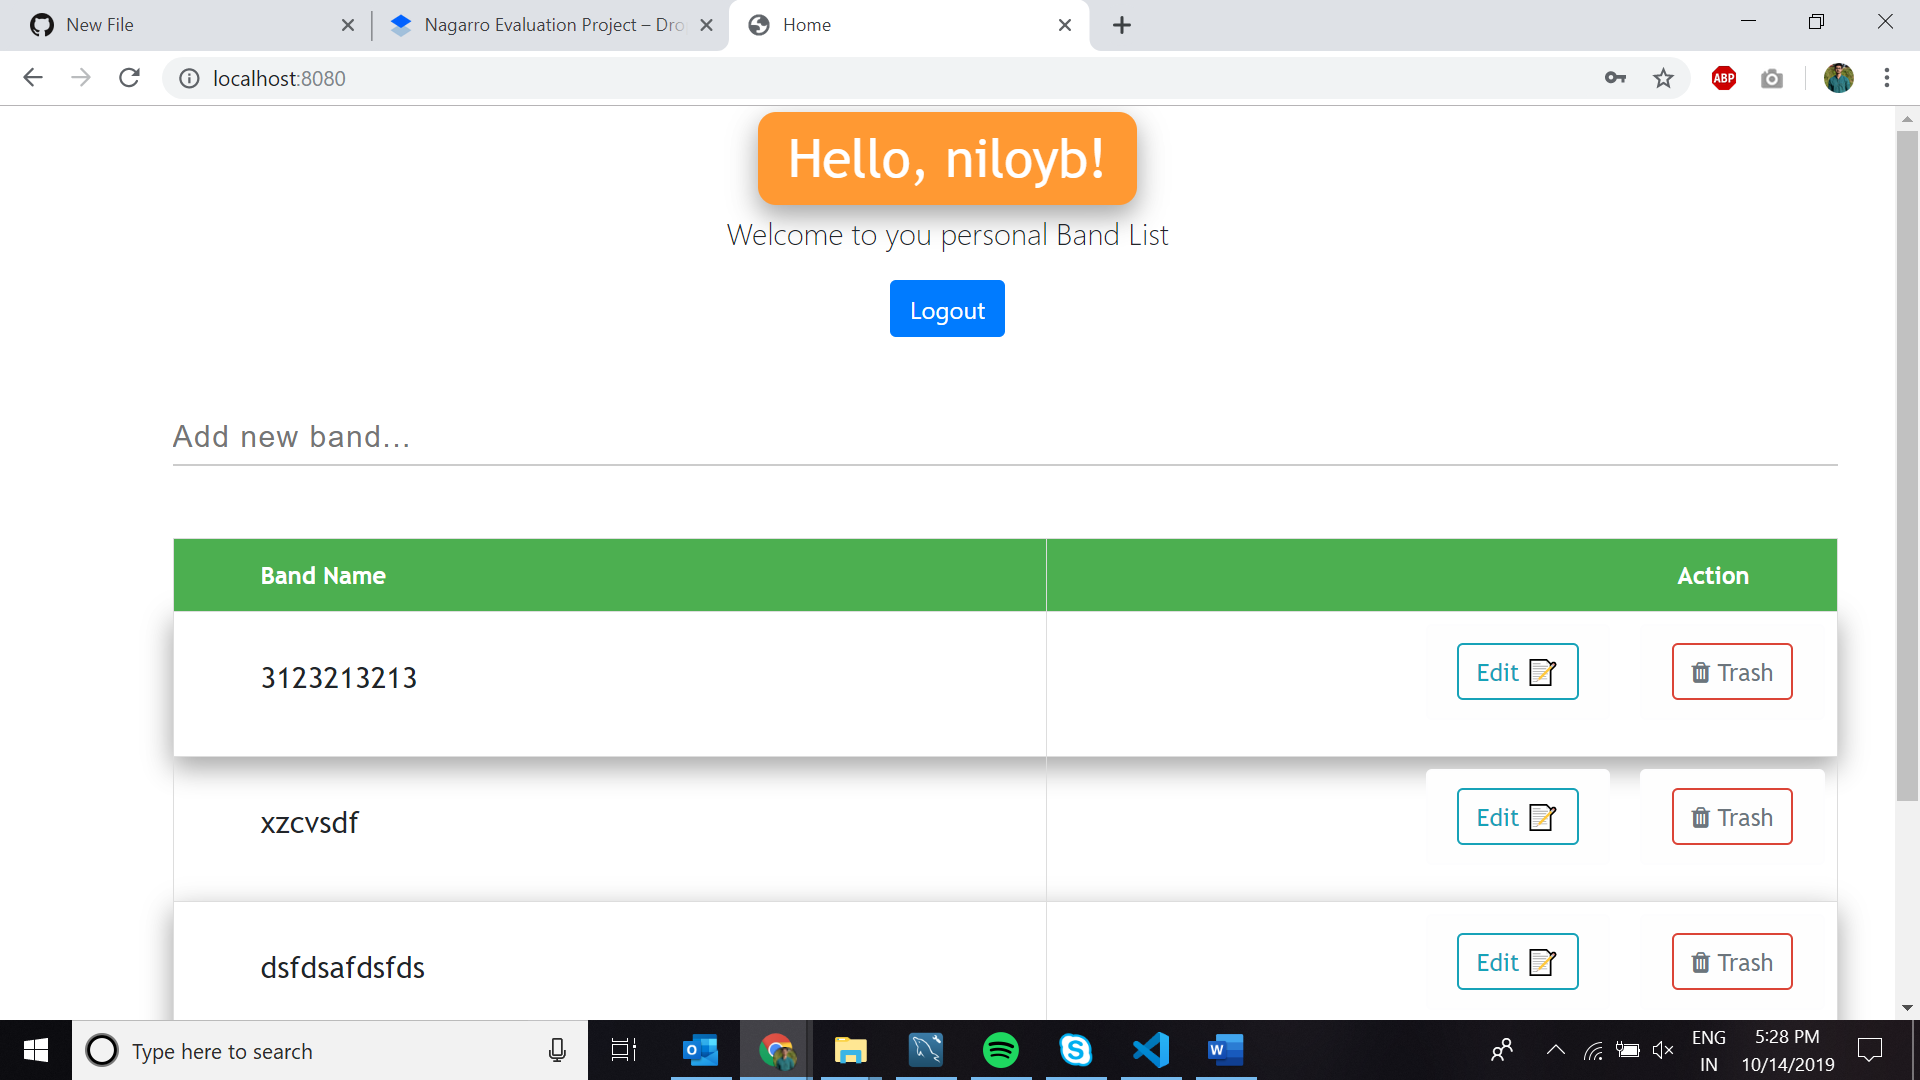 New File
Nagarro Evaluation Project – Dro
Home
localhost:8080
ABP
Hello, niloyb!
Welcome to you personal Band List
Logout
Add new band...
Band Name Action
3123213213 Edit Trash
xzcvsdf Edit Trash
dsfdsafdsfds Edit Trash
Type here to search
ENG 5:28 PM
IN 10/14/2019